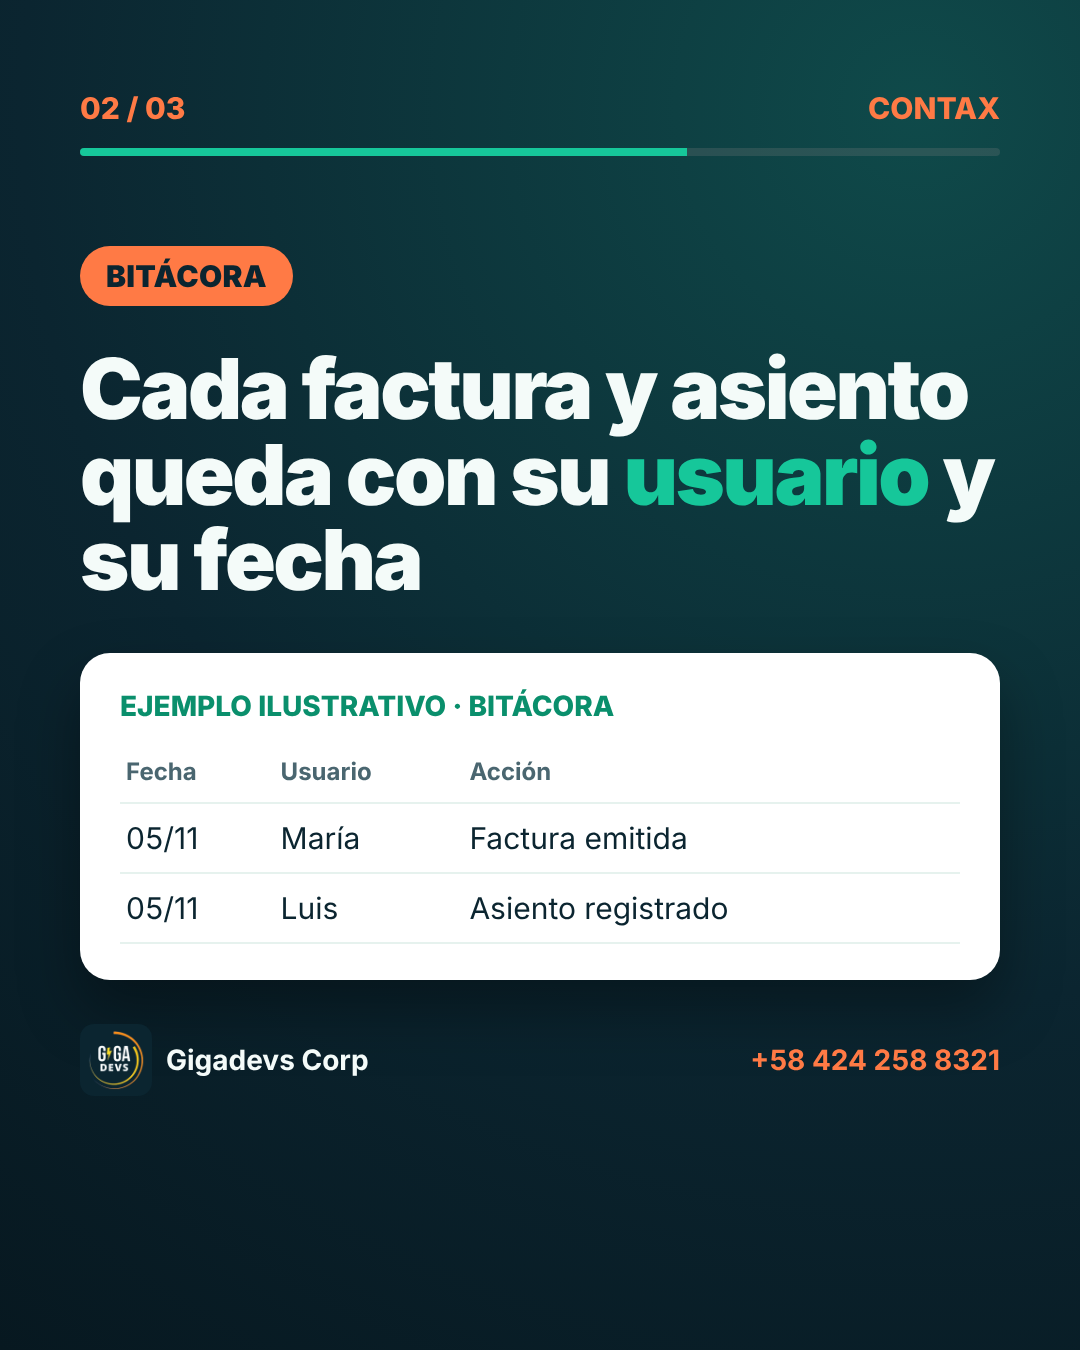 02 / 03
CONTAX
BITÁCORA
Cada factura y asiento
queda con su usuario y
su fecha
EJEMPLO ILUSTRATIVO · BITÁCORA
Fecha Usuario Acción
05/11 María Factura emitida
05/11 Luis Asiento registrado
GIGA
DEVS
Gigadevs Corp
+58 424 258 8321